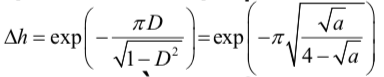 Δh = exp(−πD/√(1−D²)) = exp(−π√(√a/(4−√a)))